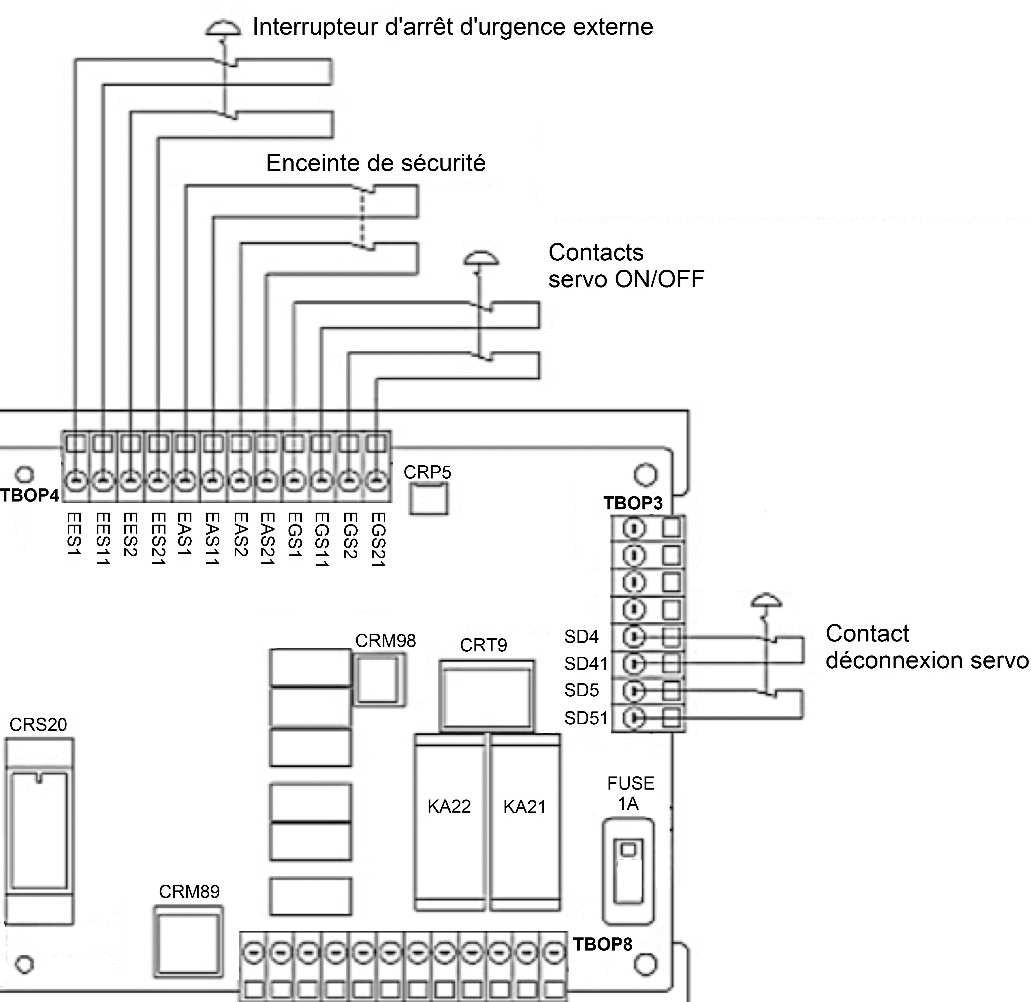 Interrupteur d'arrêt d'urgence externe
Enceinte de sécurité
Contacts
servo ON/OFF
CRP5
TBOP4
TBOP3
EES1
EES11
EES2
EES21
EAS1
EAS11
EAS2
EAS21
EGS1
EGS11
EGS2
EGS21
SD4
SD41
SD5
SD51
Contact
déconnexion servo
CRM98
CRT9
CRS20
KA22
KA21
FUSE
1A
CRM89
TBOP8